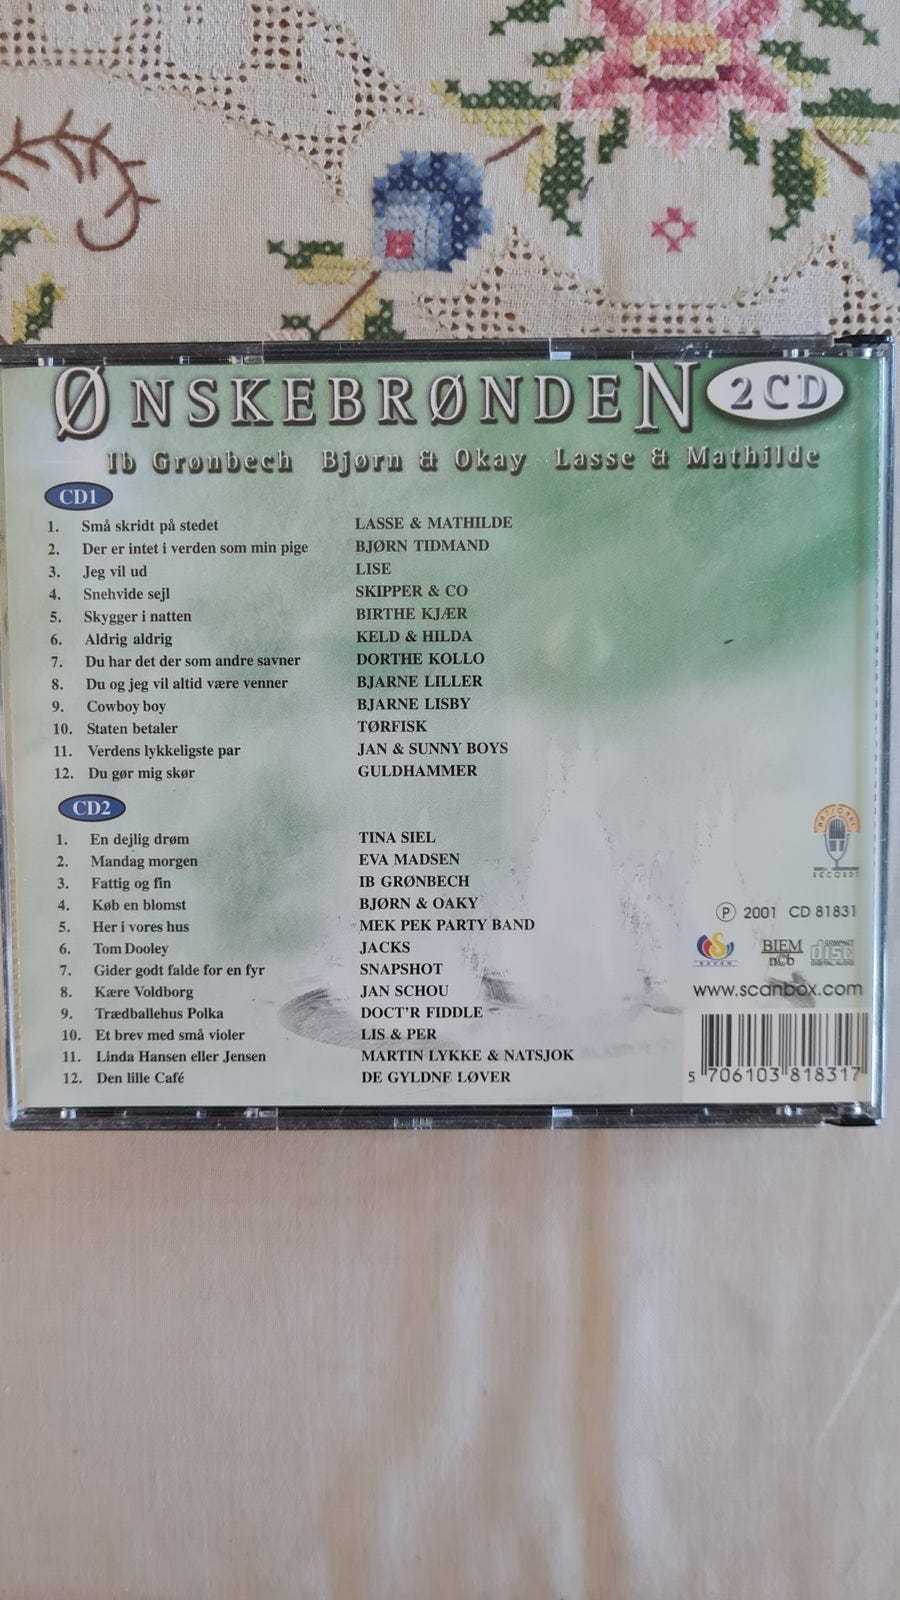 ØNSKEBRØNDEN 2CD
Ib Grønbech Bjørn & Okay Lasse & Mathilde
CD1
1. Små skridt på stedet LASSE & MATHILDE
2. Der er intet i verden som min pige BJØRN TIDMAND
3. Jeg vil ud LISE
4. Snehvide sejl SKIPPER & CO
5. Skygger i natten BIRTHE KJÆR
6. Aldrig aldrig KELD & HILDA
7. Du har det der som andre savner DORTHE KOLLO
8. Du og jeg vil altid være venner BJARNE LILLER
9. Cowboy boy BJARNE LISBY
10. Staten betaler TØRFISK
11. Verdens lykkeligste par JAN & SUNNY BOYS
12. Du gør mig skør GULDHAMMER
CD2
1. En dejlig drøm TINA SIEL
2. Mandag morgen EVA MADSEN
3. Fattig og fin IB GRØNBECH
4. Køb en blomst BJØRN & OAKY
5. Her i vores hus MEK PEK PARTY BAND
6. Tom Dooley JACKS
7. Gider godt falde for en fyr SNAPSHOT
8. Kære Voldborg JAN SCHOU
9. Trædballehus Polka DOCT'R FIDDLE
10. Et brev med små violer LIS & PER
11. Linda Hansen eller Jensen MARTIN LYKKE & NATSJOK
12. Den lille Café DE GYLDNE LØVER
NATIONAL
RECORDS
Ⓟ 2001 CD 81831
SAVAN BIEM n©b COMPACT disc DIGITAL AUDIO
www.scanbox.com
5 706103 818317